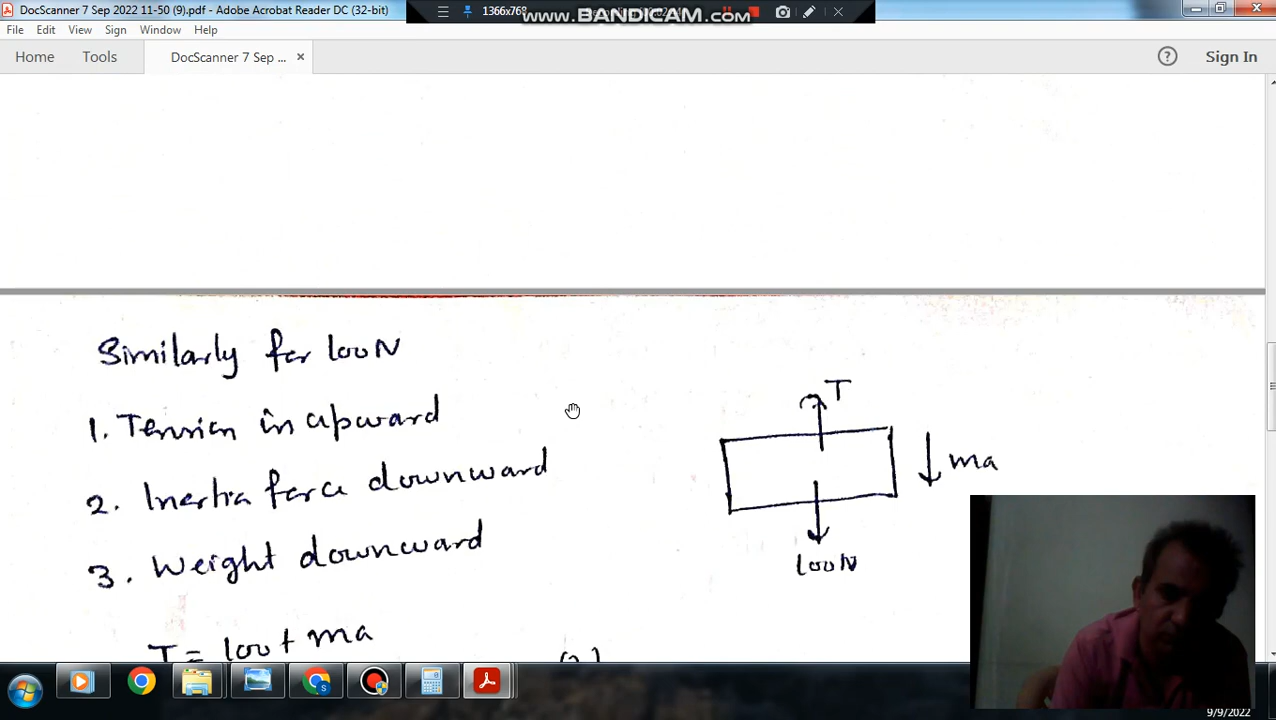 DocScanner 7 Sep 2022 11-50 (9).pdf - Adobe Acrobat Reader DC (32-bit)
1366x768
www.BANDICAM.com
File Edit View Sign Window Help
Home Tools DocScanner 7 Sep ... × Sign In
Similarly for 100N
T
1. Tension in upward
2. Inertia force downward
ma
3. Weight downward
100N
T = 100 + ma
9/9/2022